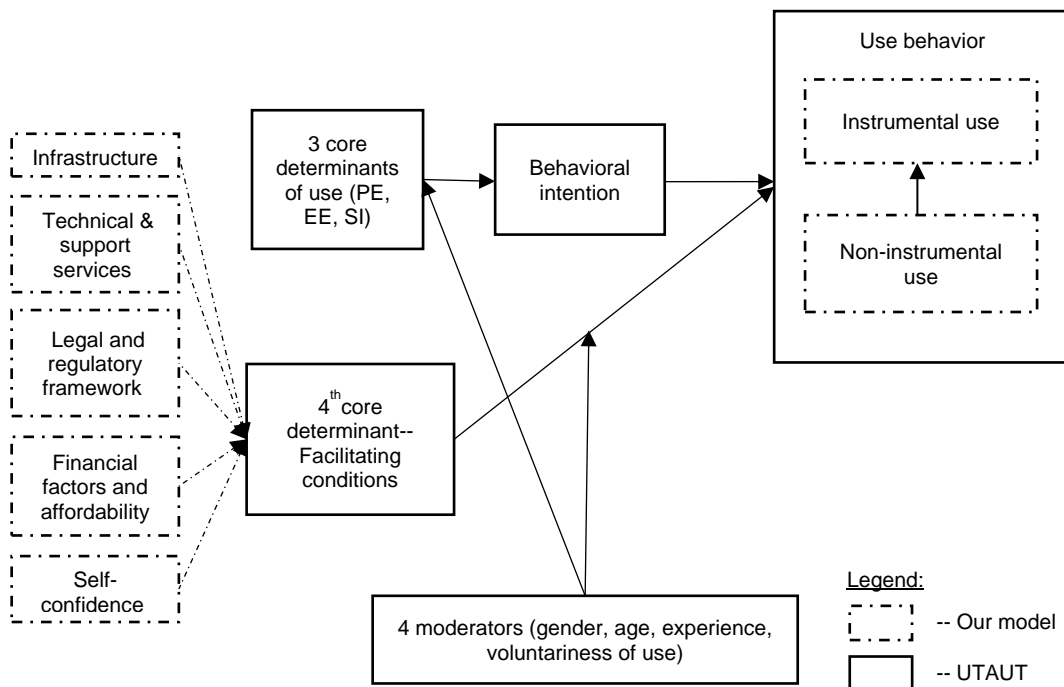 Use behavior
Instrumental use
Non-instrumental
use
3 core
determinants
of use (PE,
EE, SI)
Behavioral
intention
Infrastructure
Technical &
support
services
Legal and
regulatory
framework
Financial
factors and
affordability
Self-
confidence
4th core
determinant--
Facilitating
conditions
4 moderators (gender, age, experience,
voluntariness of use)
Legend:
-- Our model
-- UTAUT